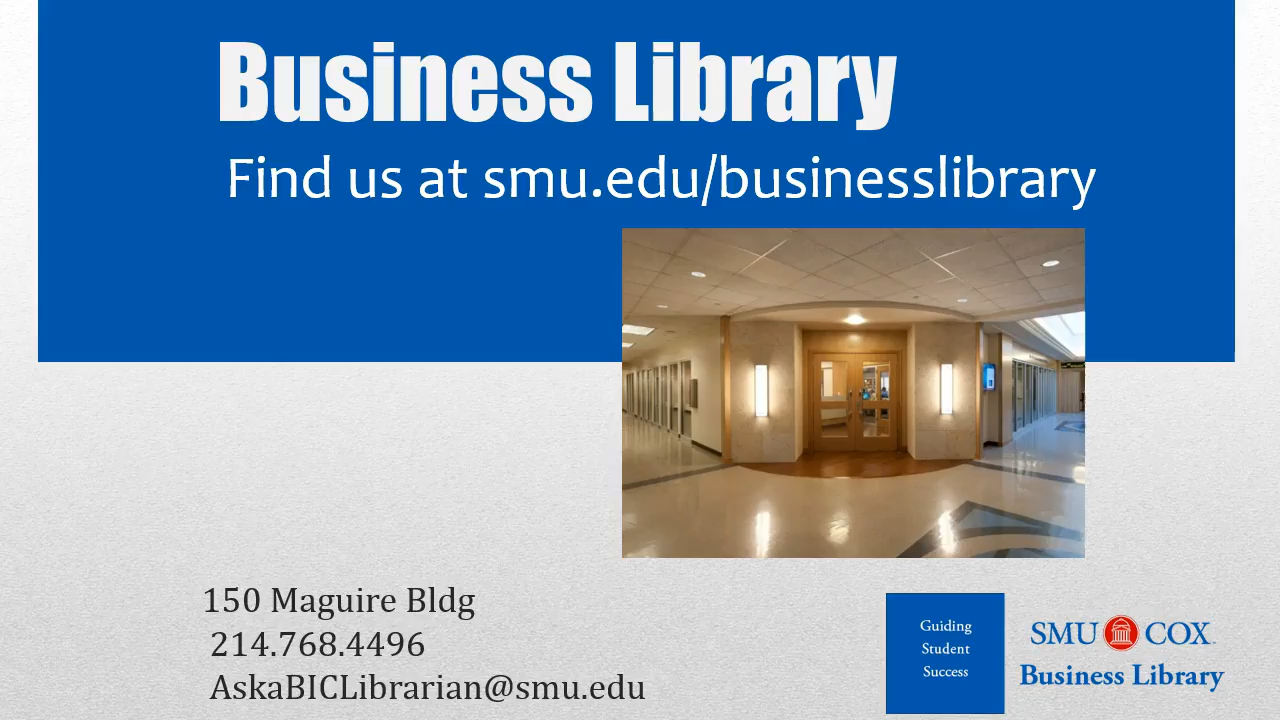 Business Library
Find us at smu.edu/businesslibrary
150 Maguire Bldg
214.768.4496
AskaBICLibrarian@smu.edu
Guiding
Student
Success
SMU COX
Business Library